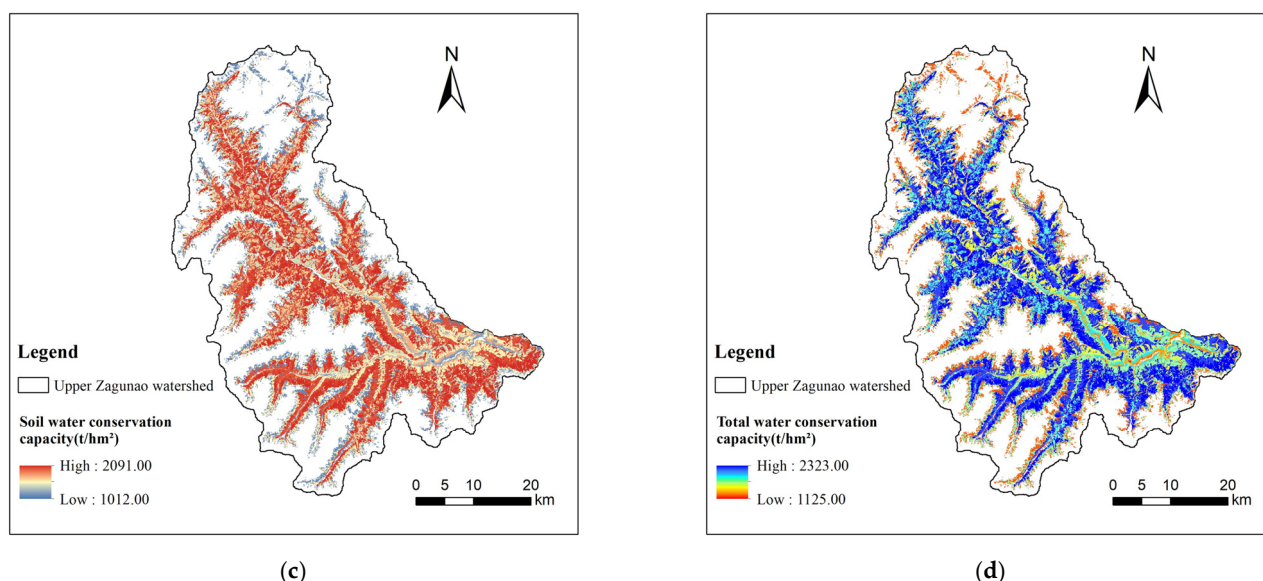 N
Legend
Upper Zagunao watershed
Soil water conservation
capacity(t/hm²)
High : 2091.00
Low : 1012.00
0 5 10 20
km
(c)
N
Legend
Upper Zagunao watershed
Total water conservation
capacity(t/hm²)
High : 2323.00
Low : 1125.00
0 5 10 20
km
(d)